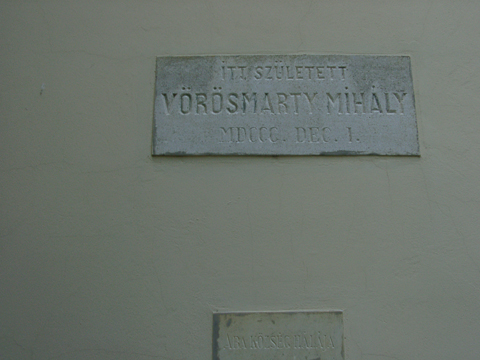 ITT SZÜLETETT
VÖRÖSMARTY MIHÁLY
MDCCC. DEC. 1.